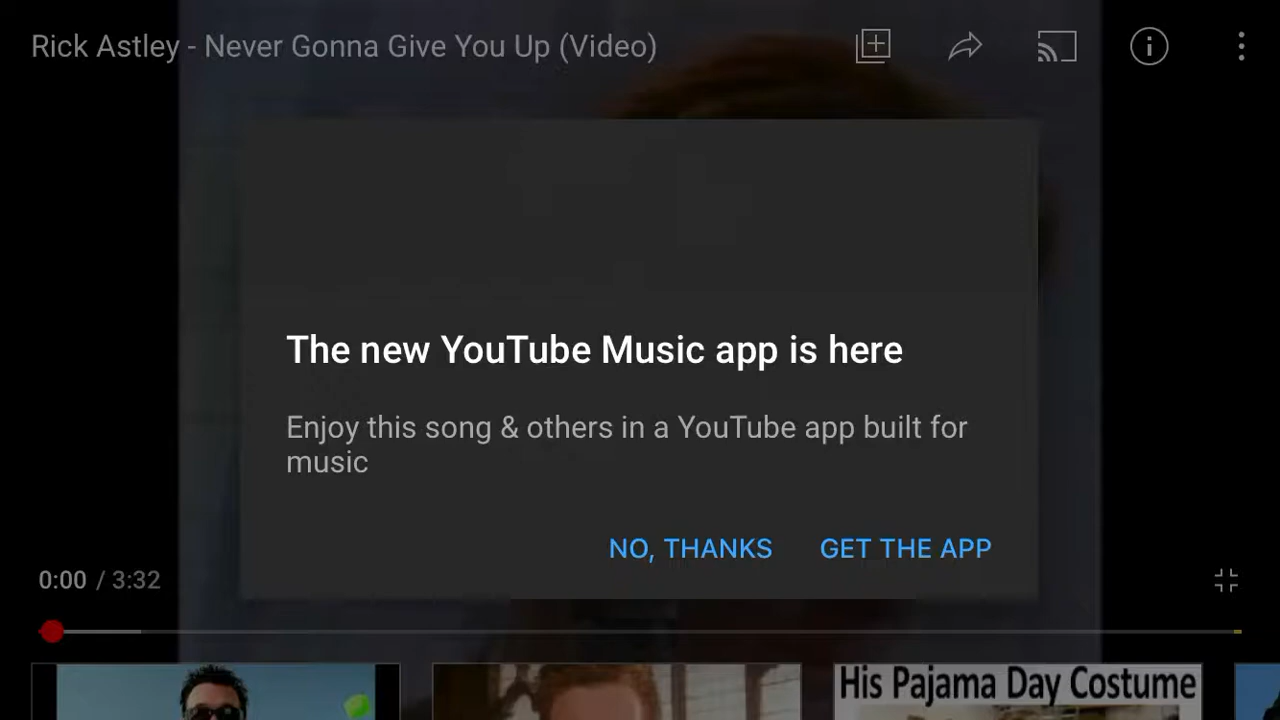 Rick Astley - Never Gonna Give You Up (Video)
The new YouTube Music app is here
Enjoy this song & others in a YouTube app built for
music
NO, THANKS GET THE APP
0:00 / 3:32
His Pajama Day Costume